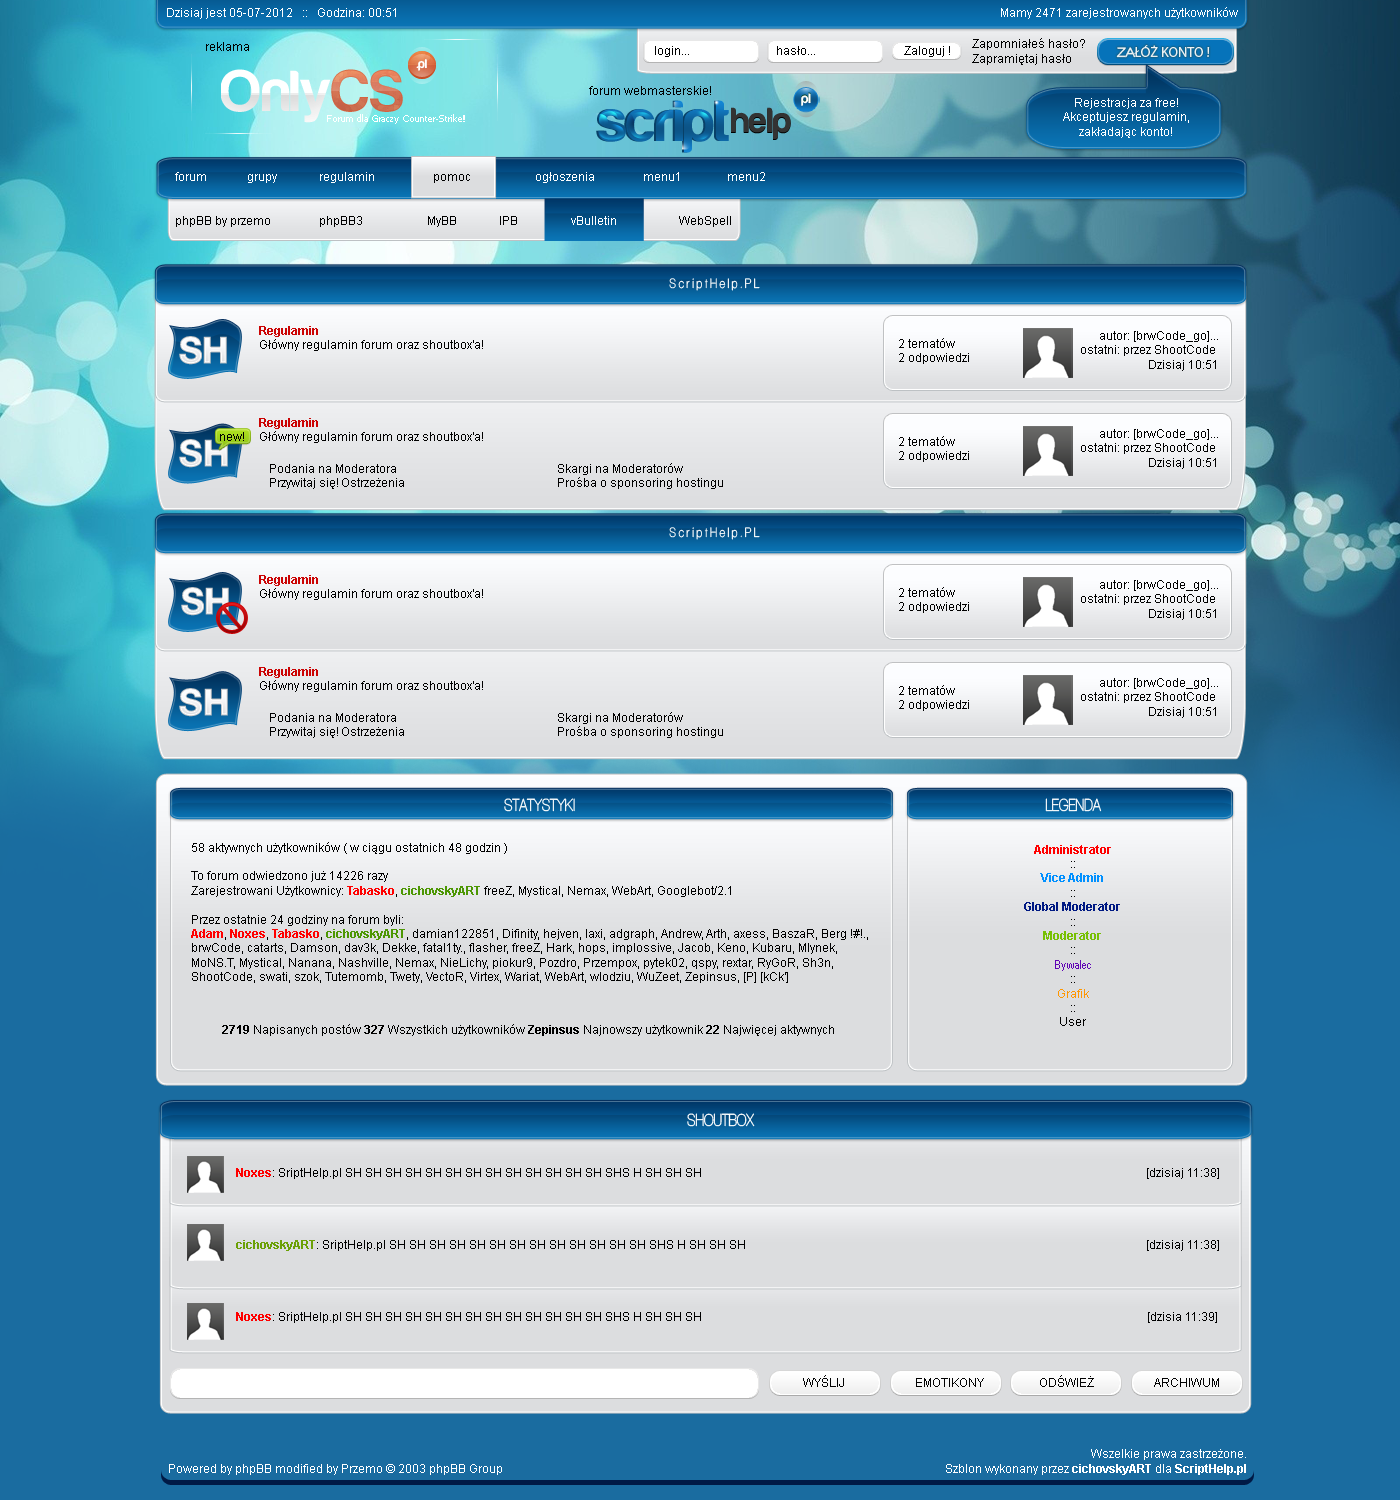 Dzisiaj jest 05-07-2012 :: Godzina: 00:51
Mamy 2471 zarejestrowanych użytkowników
reklama
OnlyCS .pl
Forum dla Graczy Counter-Strike!
login...
hasło...
Zaloguj !
Zapomniałeś hasło?
Zapramiętaj hasło
ZAŁÓŻ KONTO !
forum webmasterskie!
scripthelp pl
Rejestracja za free!
Akceptujesz regulamin,
zakładając konto!
forum grupy regulamin pomoc ogłoszenia menu1 menu2
phpBB by przemo phpBB3 MyBB IPB vBulletin WebSpell
ScriptHelp.PL
SH
Regulamin
Główny regulamin forum oraz shoutbox'a!
2 tematów
2 odpowiedzi
autor: [brwCode_go]...
ostatni: przez ShootCode
Dzisiaj 10:51
SH
new!
Regulamin
Główny regulamin forum oraz shoutbox'a!
Podania na Moderatora
Przywitaj się! Ostrzeżenia
Skargi na Moderatorów
Prośba o sponsoring hostingu
2 tematów
2 odpowiedzi
autor: [brwCode_go]...
ostatni: przez ShootCode
Dzisiaj 10:51
ScriptHelp.PL
SH
Regulamin
Główny regulamin forum oraz shoutbox'a!
2 tematów
2 odpowiedzi
autor: [brwCode_go]...
ostatni: przez ShootCode
Dzisiaj 10:51
SH
Regulamin
Główny regulamin forum oraz shoutbox'a!
Podania na Moderatora
Przywitaj się! Ostrzeżenia
Skargi na Moderatorów
Prośba o sponsoring hostingu
2 tematów
2 odpowiedzi
autor: [brwCode_go]...
ostatni: przez ShootCode
Dzisiaj 10:51
STATYSTYKI
58 aktywnych użytkowników ( w ciągu ostatnich 48 godzin )
To forum odwiedzono już 14226 razy
Zarejestrowani Użytkownicy: Tabasko, cichovskyART freeZ, Mystical, Nemax, WebArt, Googlebot/2.1
Przez ostatnie 24 godziny na forum byli:
Adam, Noxes, Tabasko, cichovskyART, damian122851, Difinity, hejven, laxi, adgraph, Andrew, Arth, axess, BaszaR, Berg !#!.,
brwCode, catarts, Damson, dav3k, Dekke, fatal1ty., flasher, freeZ, Hark, hops, implossive, Jacob, Keno, Kubaru, Mlynek,
MoNS.T, Mystical, Nanana, Nashville, Nemax, NieLichy, piokur9, Pozdro, Przempox, pytek02, qspy, rextar, RyGoR, Sh3n,
ShootCode, swati, szok, Tutemomb, Twety, VectoR, Virtex, Wariat, WebArt, wlodziu, WuZeet, Zepinsus, [P] [kCk']
2719 Napisanych postów 327 Wszystkich użytkowników Zepinsus Najnowszy użytkownik 22 Najwięcej aktywnych
LEGENDA
Administrator
::
Vice Admin
::
Global Moderator
::
Moderator
::
Bywalec
::
Grafik
::
User
SHOUTBOX
Noxes: SriptHelp.pl SH SH SH SH SH SH SH SH SH SH SH SH SH SHS H SH SH SH
[dzisiaj 11:38]
cichovskyART: SriptHelp.pl SH SH SH SH SH SH SH SH SH SH SH SH SH SHS H SH SH SH
[dzisiaj 11:38]
Noxes: SriptHelp.pl SH SH SH SH SH SH SH SH SH SH SH SH SH SHS H SH SH SH
[dzisia 11:39]
WYŚLIJ
EMOTIKONY
ODŚWIEŻ
ARCHIWUM
Wszelkie prawa zastrzeżone.
Powered by phpBB modified by Przemo © 2003 phpBB Group
Szblon wykonany przez cichovskyART dla ScriptHelp.pl